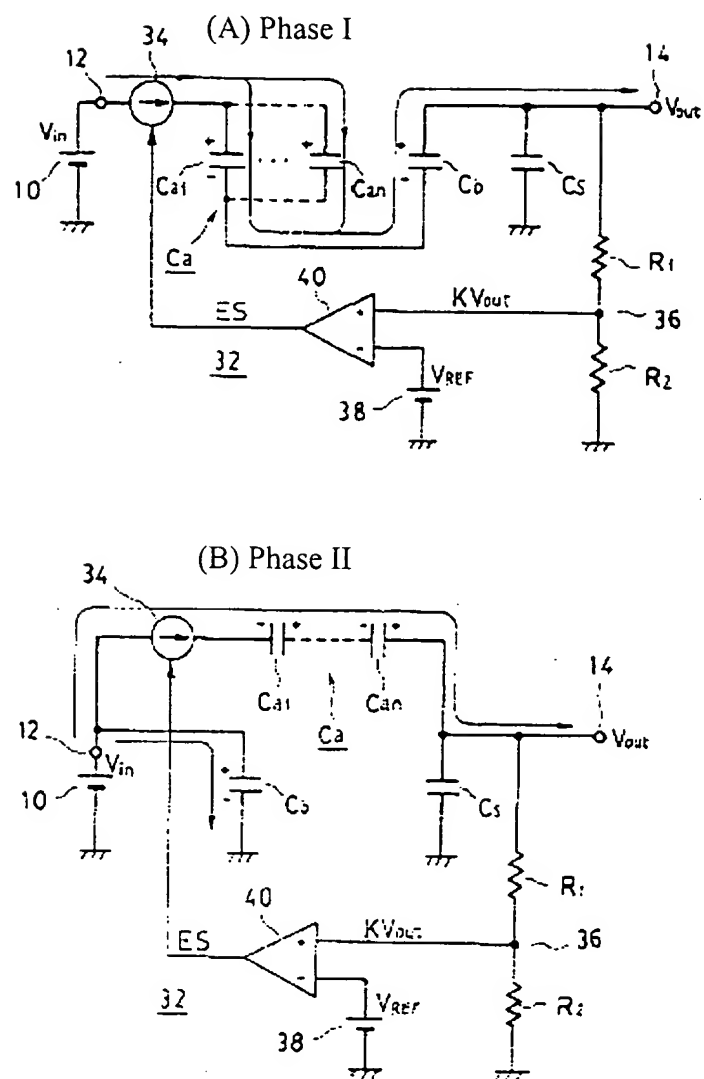 (A) Phase I
34
12
14
Vin
Vout
10
+
-
Ca1
...
+
-
Can
+
-
Cb
Cs
Ca
R1
40
ES
+
-
KVout
36
32
VREF
38
R2
(B) Phase II
34
- +
- +
Ca1
Can
Ca
14
Vout
12
Vin
10
+
-
Cb
Cs
R1
40
ES
+
-
KVout
36
32
VREF
38
R2